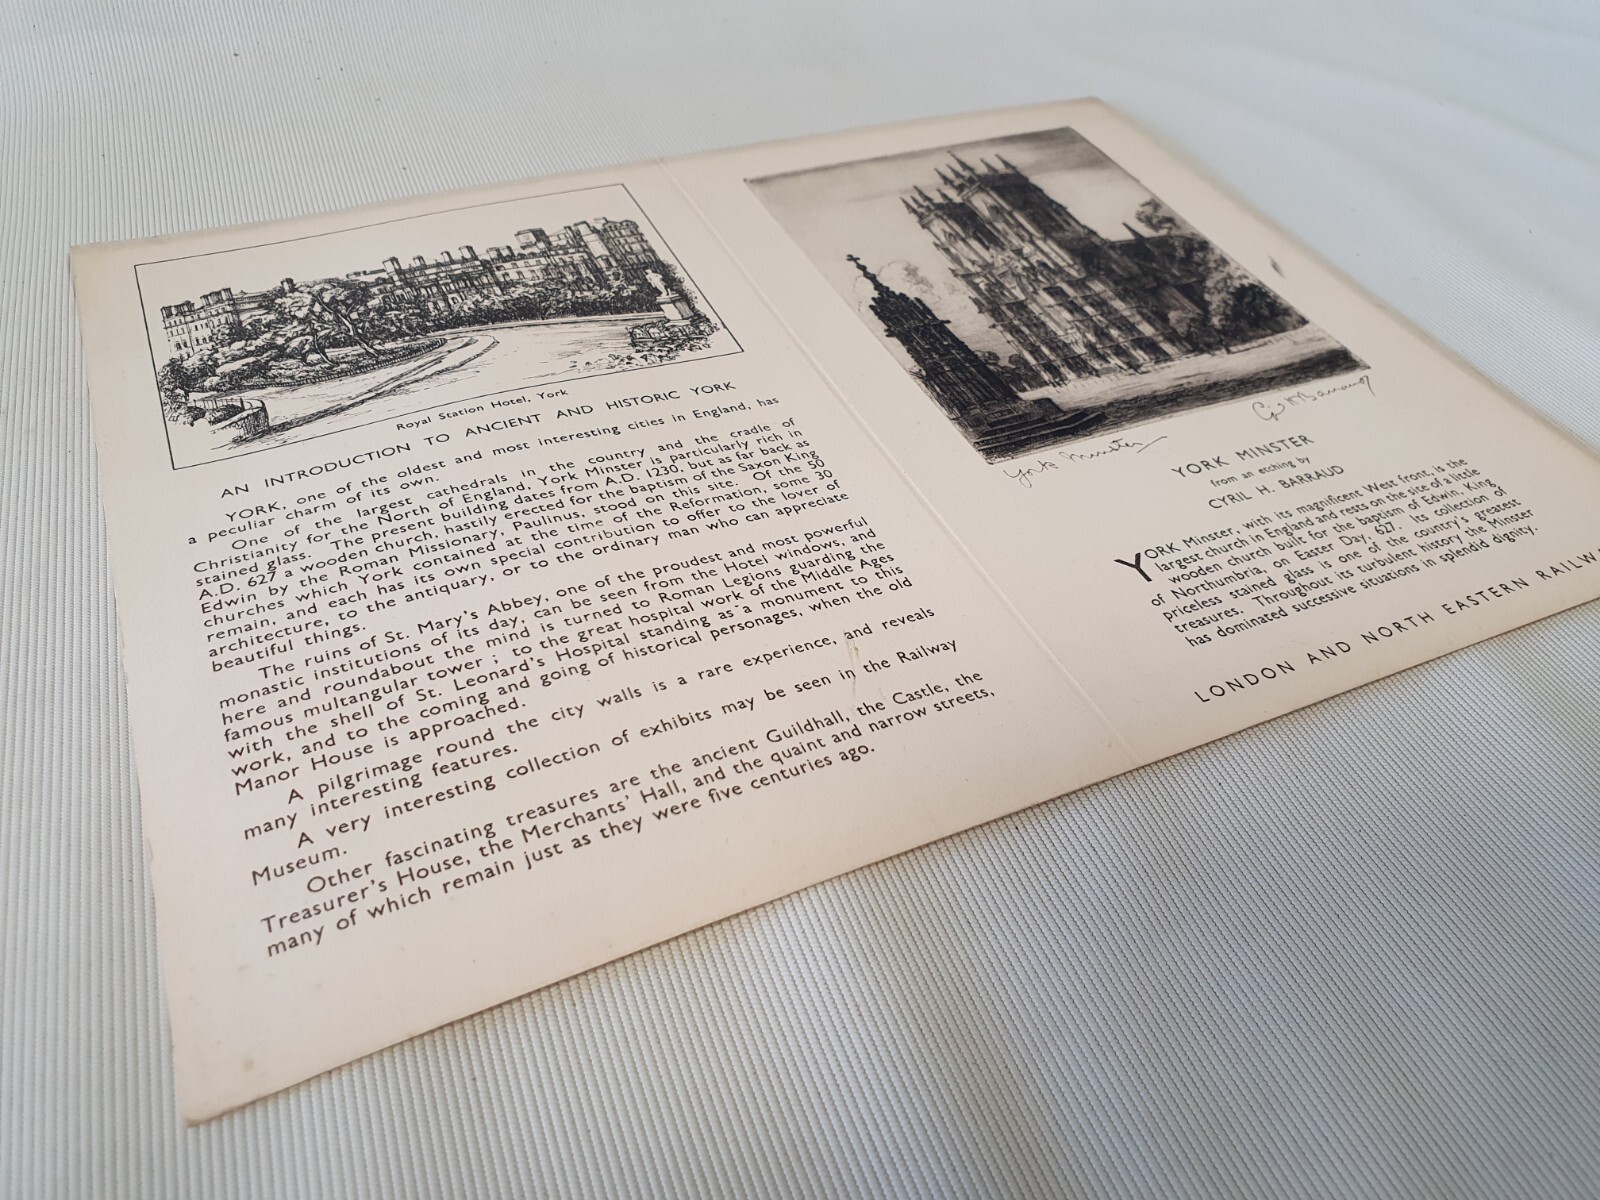 Royal Station Hotel, York
AN INTRODUCTION TO ANCIENT AND HISTORIC YORK
YORK, one of the oldest and most interesting cities in England, has
a peculiar charm of its own.
One of the largest cathedrals in the country and the cradle of
Christianity for the North of England, York Minster is particularly rich in
stained glass. The present building dates from A.D. 1230, but as far back as
A.D. 627 a wooden church, hastily erected for the baptism of the Saxon King
Edwin by the Roman Missionary, Paulinus, stood on this site. Of the 50
churches which York contained at the time of the Reformation, some 30
remain, and each has its own special contribution to offer to the lover of
architecture, to the antiquary, or to the ordinary man who can appreciate
beautiful things.
The ruins of St. Mary's Abbey, one of the proudest and most powerful
monastic institutions of its day, can be seen from the Hotel windows, and
here and roundabout the mind is turned to Roman Legions guarding the
famous multangular tower ; to the great hospital work of the Middle Ages
with the shell of St. Leonard's Hospital standing as a monument to this
work, and to the coming and going of historical personages, when the old
Manor House is approached.
A pilgrimage round the city walls is a rare experience, and reveals
many interesting features.
A very interesting collection of exhibits may be seen in the Railway
Museum.
Other fascinating treasures are the ancient Guildhall, the Castle, the
Treasurer's House, the Merchants' Hall, and the quaint and narrow streets,
many of which remain just as they were five centuries ago.
York Minster
Cyril H Barraud
YORK MINSTER
from an etching by
CYRIL H. BARRAUD
YORK Minster, with its magnificent West front, is the
largest church in England and rests on the site of a little
wooden church built for the baptism of Edwin, King
of Northumbria, on Easter Day, 627. Its collection of
priceless stained glass is one of the country's greatest
treasures. Throughout its turbulent history the Minster
has dominated successive situations in splendid dignity.
LONDON AND NORTH EASTERN RAILW